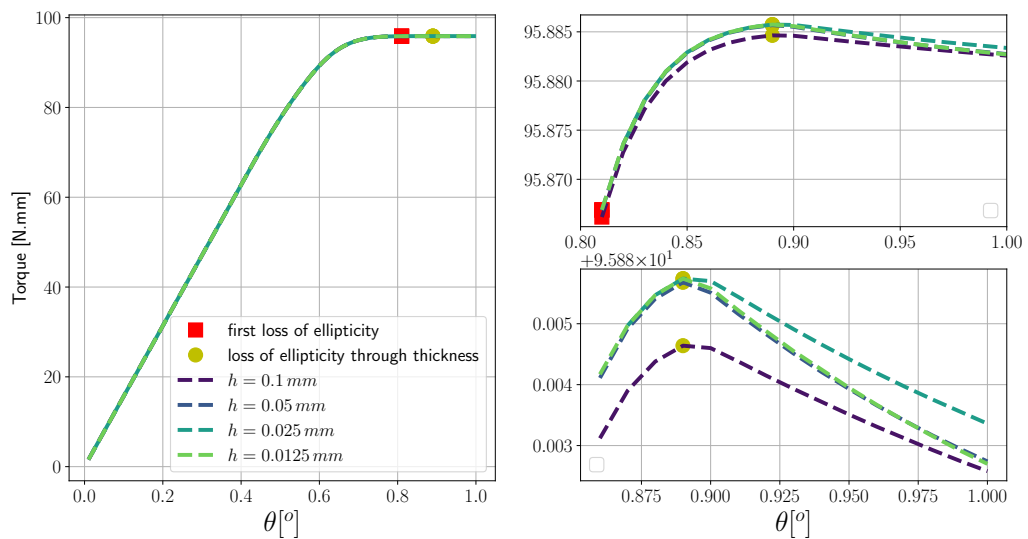 100
80
60
40
20
0
Torque [N.mm]
0.0 0.2 0.4 0.6 0.8 1.0
θ[°]
first loss of ellipticity
loss of ellipticity through thickness
h = 0.1 mm
h = 0.05 mm
h = 0.025 mm
h = 0.0125 mm
95.885
95.880
95.875
95.870
0.80 0.85 0.90 0.95 1.00
+9.588×10¹
0.005
0.004
0.003
0.875 0.900 0.925 0.950 0.975 1.000
θ[°]